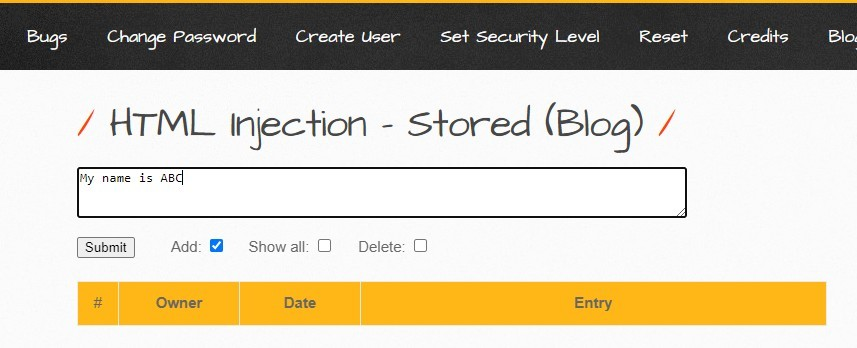 Bugs Change Password Create User Set Security Level Reset Credits
/ HTML Injection - Stored (Blog) /
My name is ABC
Submit Add: Show all: Delete:
# Owner Date Entry